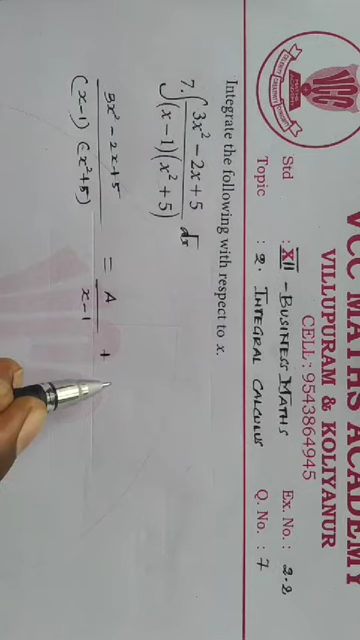 VCC MATHS ACADEMY
VILLUPURAM & KOLIYANUR
CELL : 9543864945
VCC
Std : XII - BUSINESS MATHS Ex. No. : 2.2
Topic : 2. INTEGRAL CALCULUS Q. No. : 7
Integrate the following with respect to x.
7. ∫ (3x² − 2x + 5) / ((x − 1)(x² + 5)) dx
(3x² − 2x + 5) / ((x − 1)(x² + 5)) = A / (x − 1) +